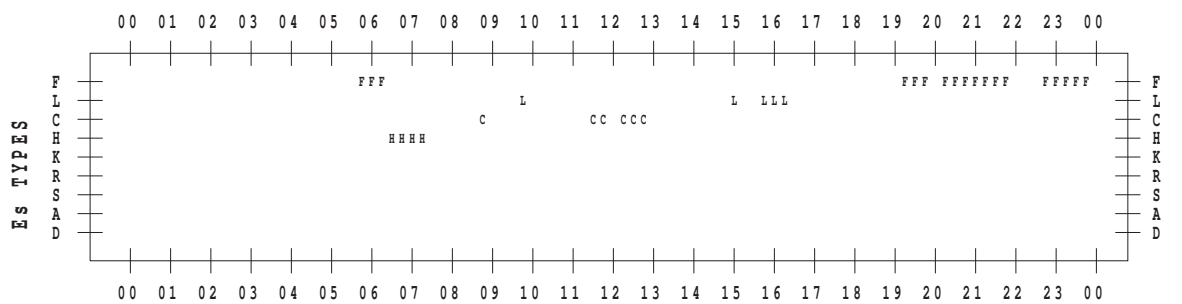 00 01 02 03 04 05 06 07 08 09 10 11 12 13 14 15 16 17 18 19 20 21 22 23 00
F FFF FFF FFFFFFF FFFFF F
L L L LLL L
C C CC CCC C
H HHHH H
K K
R R
S S
A A
D D
Es TYPES
00 01 02 03 04 05 06 07 08 09 10 11 12 13 14 15 16 17 18 19 20 21 22 23 00